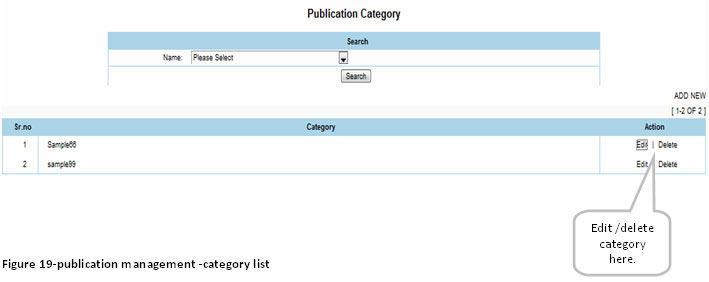 Publication Category
Search
Name: Please Select
Search
ADD NEW
[ 1-2 OF 2 ]
Sr.no Category Action
1 Sample66 Edit | Delete
2 sample99 Edit Delete
Edit /delete
category
here.
Figure 19-publication management -category list